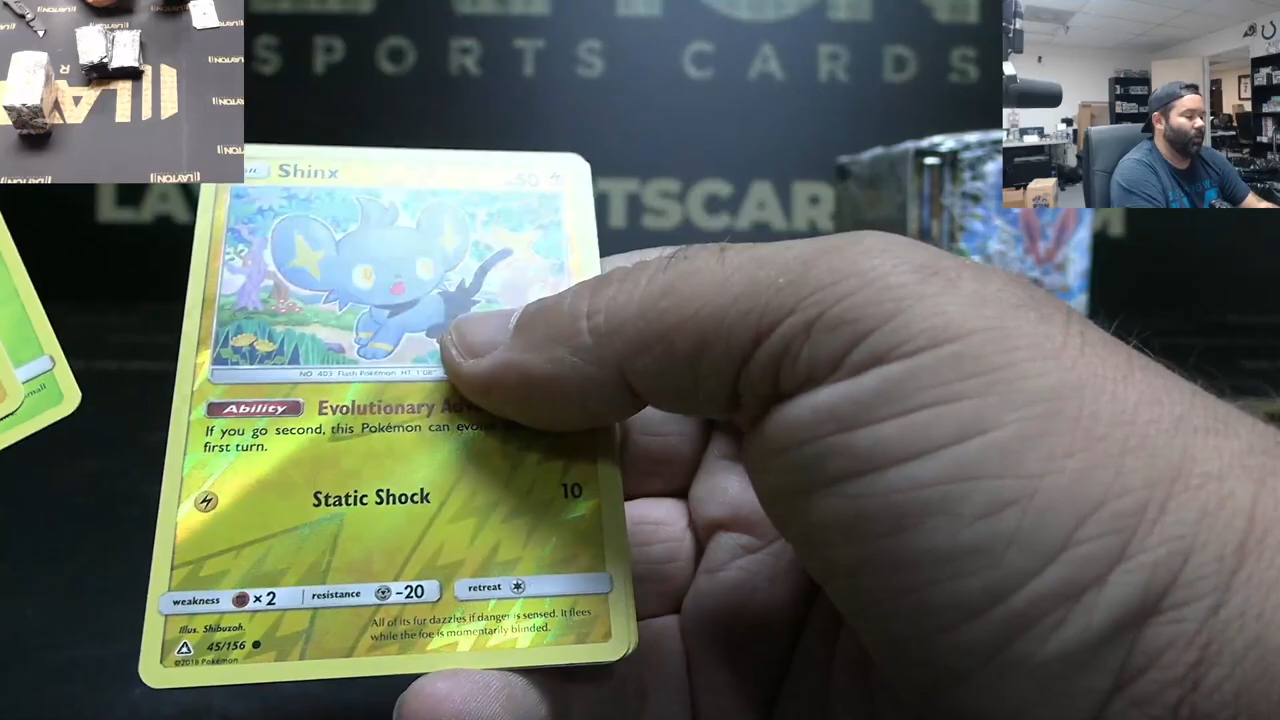 SPORTS CARDS
LAYTON
Shinx
50
NO. 403 Flash Pokémon HT: 1'08"
Ability Evolutionary
If you go second, this Pokémon can
first turn.
Static Shock 10
weakness ×2 resistance -20 retreat
All of its fur dazzles if danger is sensed. It flees
while the foe is momentarily blinded.
Illus. Shibuzoh.
45/156
©2018 Pokémon
small